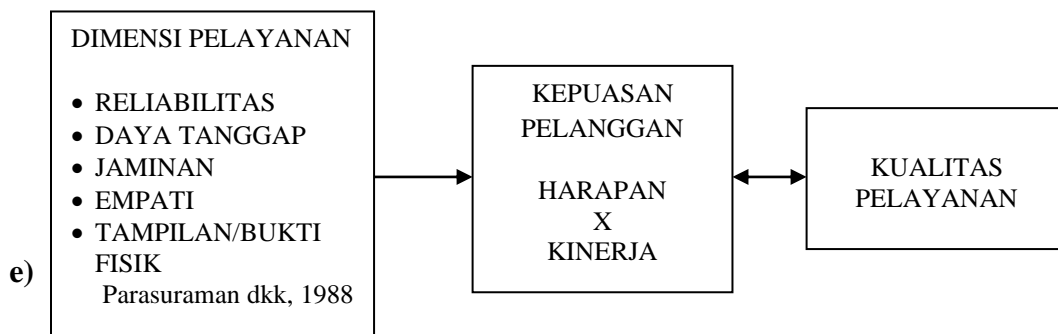 DIMENSI PELAYANAN
• RELIABILITAS
• DAYA TANGGAP
• JAMINAN
• EMPATI
• TAMPILAN/BUKTI
FISIK
Parasuraman dkk, 1988
e)
KEPUASAN
PELANGGAN
HARAPAN
X
KINERJA
KUALITAS
PELAYANAN